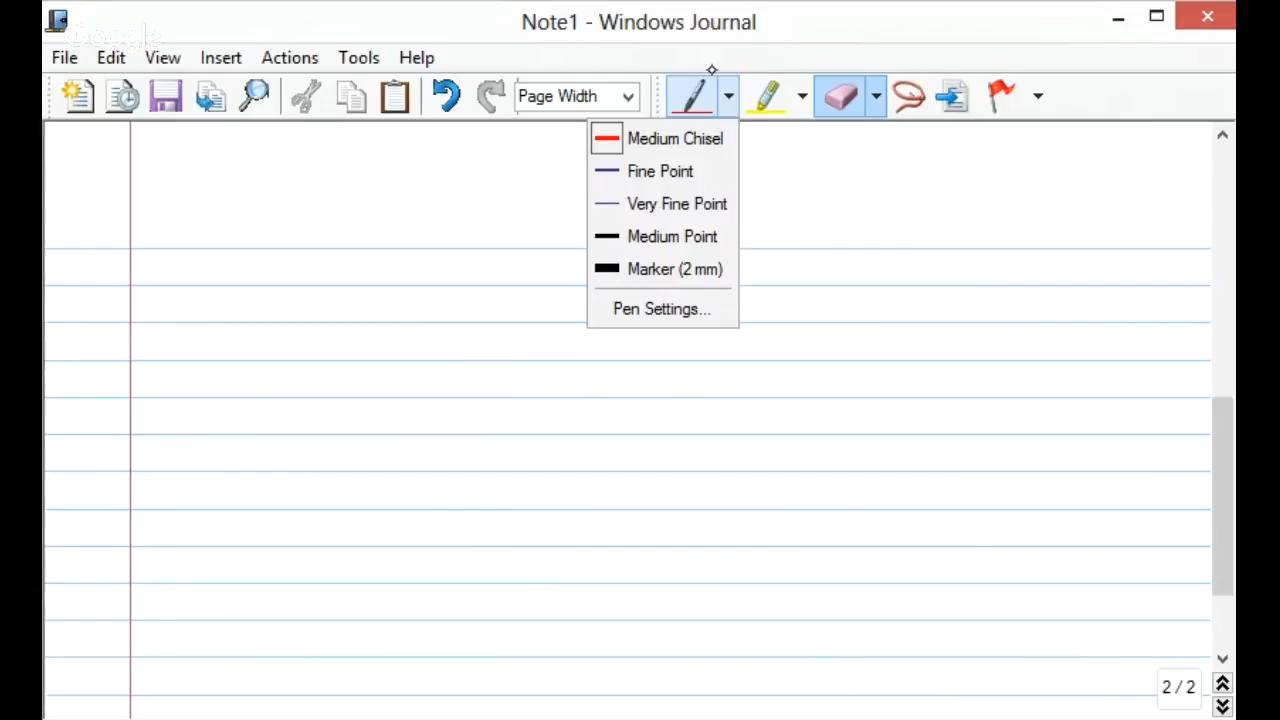 Note1 - Windows Journal
Google
File Edit View Insert Actions Tools Help
Page Width
Medium Chisel
Fine Point
Very Fine Point
Medium Point
Marker (2 mm)
Pen Settings...
2 / 2